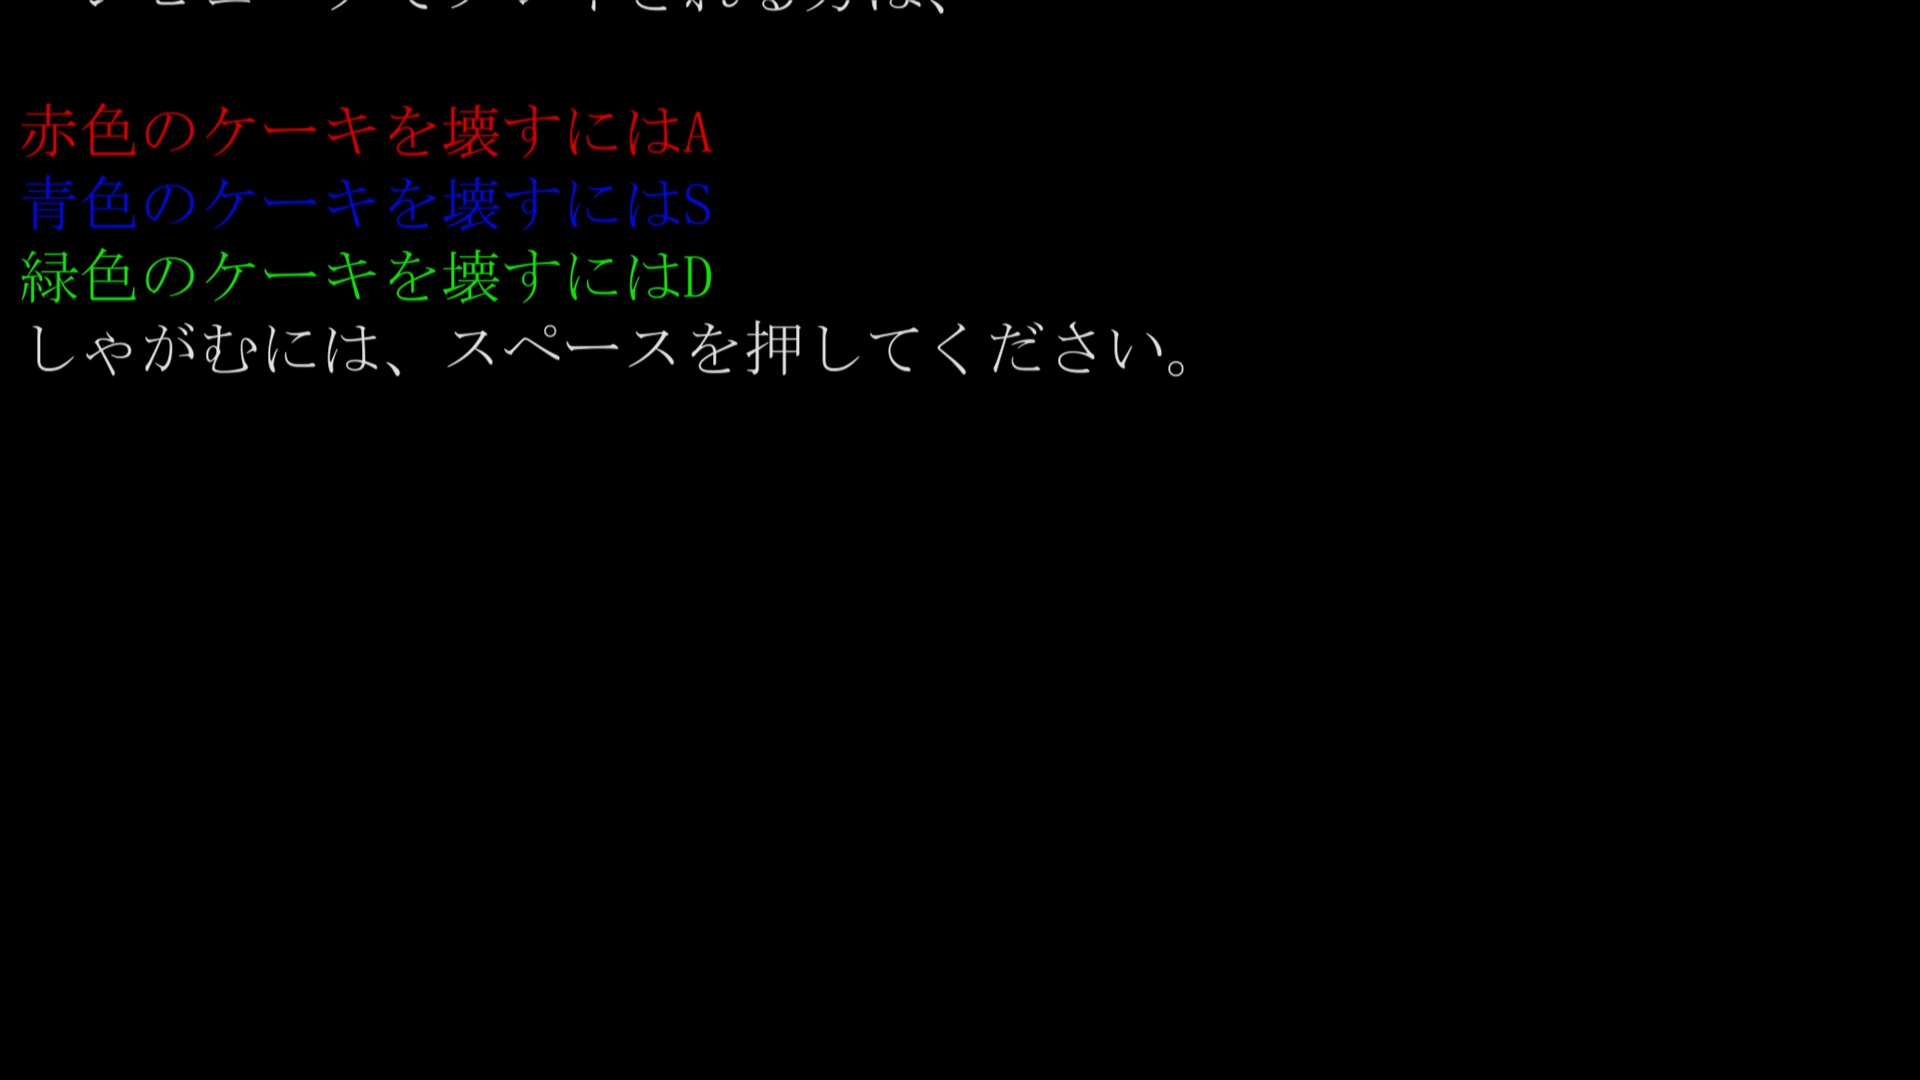 赤色のケーキを壊すにはA
青色のケーキを壊すにはS
緑色のケーキを壊すにはD
しゃがむには、スペースを押してください。